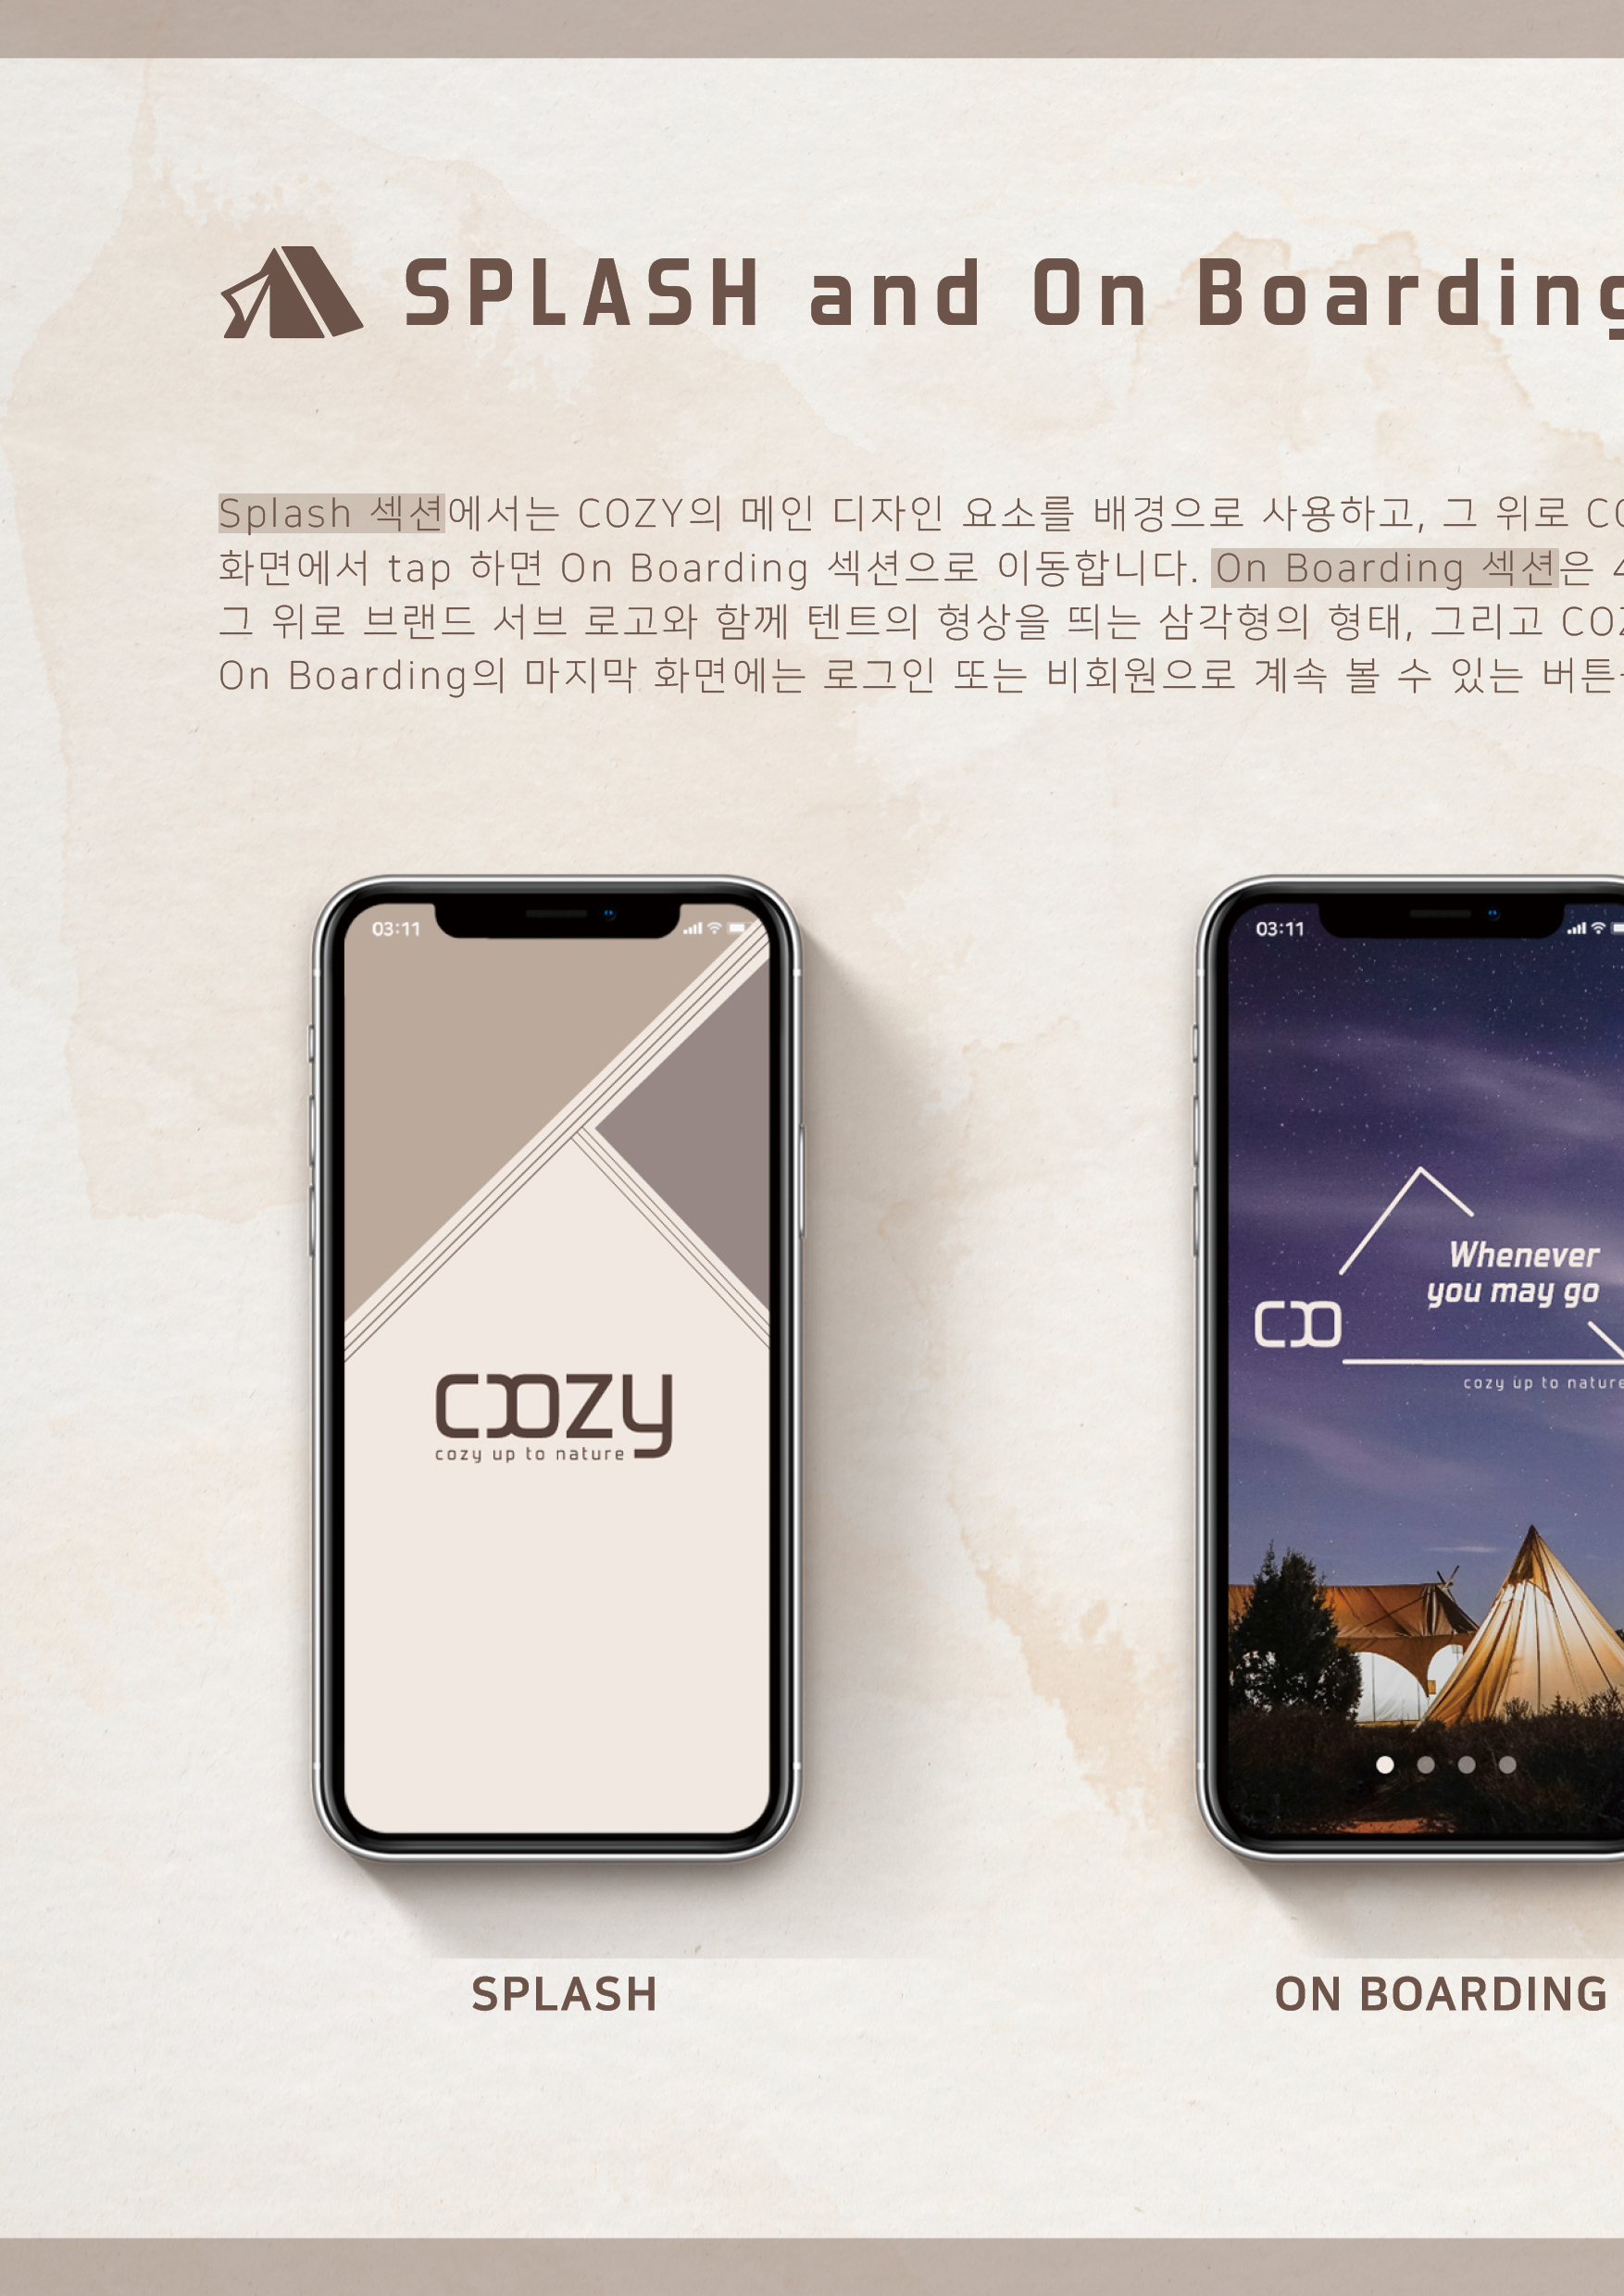 SPLASH and On Boarding
Splash 섹션에서는 COZY의 메인 디자인 요소를 배경으로 사용하고, 그 위로
화면에서 tap 하면 On Boarding 섹션으로 이동합니다. On Boarding 섹션은
그 위로 브랜드 서브 로고와 함께 텐트의 형상을 띄는 삼각형의 형태, 그리고
On Boarding의 마지막 화면에는 로그인 또는 비회원으로 계속 볼 수 있는
03:11
cozy
cozy up to nature
SPLASH
03:11
Whenever
you may go
co
cozy up to nature
ON BOARDING